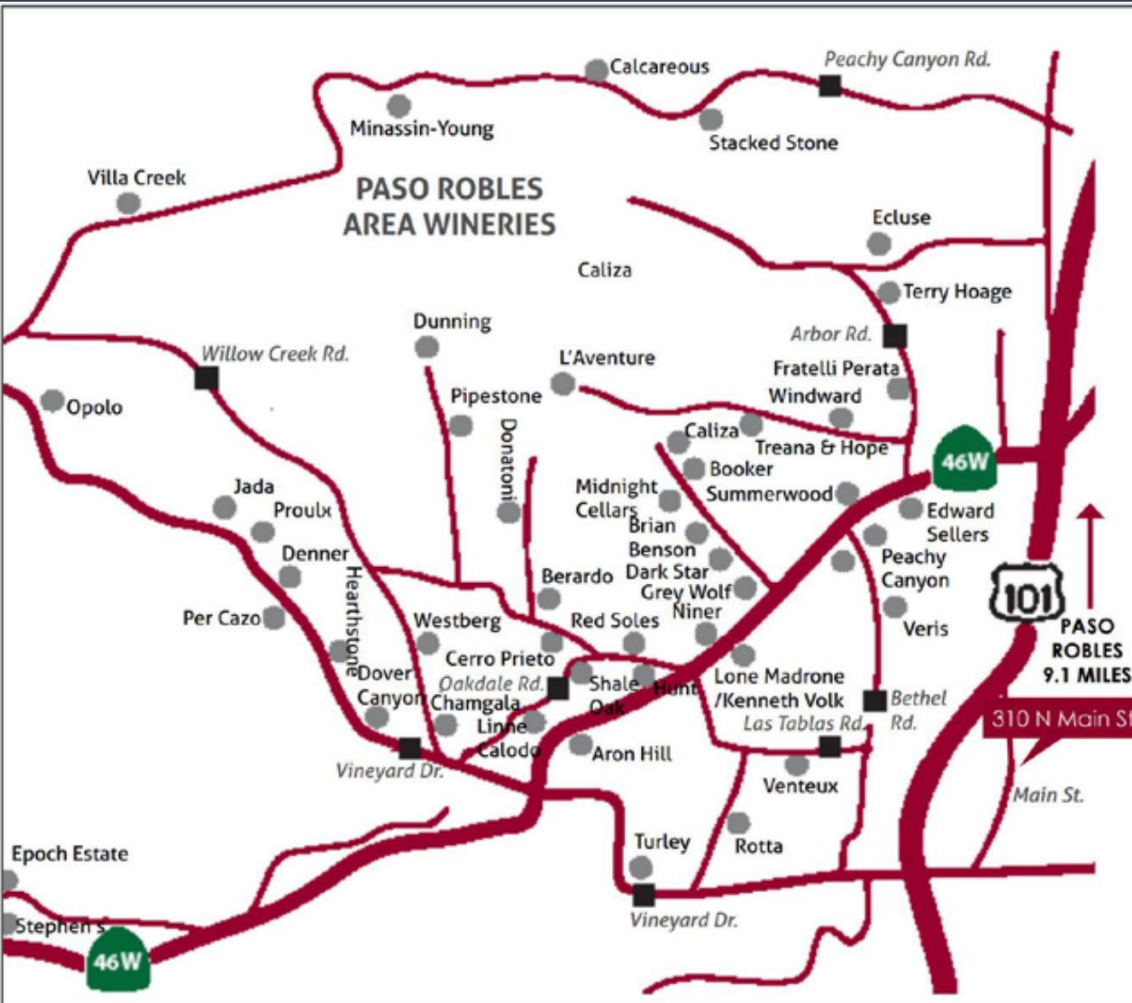 Peachy Canyon Rd.
Calcareous
Minassin-Young
Stacked Stone
Villa Creek
PASO ROBLES
AREA WINERIES
Ecluse
Caliza
Terry Hoage
Dunning
Arbor Rd.
Willow Creek Rd.
L'Aventure
Fratelli Perata
Windward
Pipestone
Opolo
Donatoni
Caliza
Treana & Hope
46W
Booker
Jada
Midnight
Cellars
Summerwood
Proulx
Edward
Sellers
Brian
Benson
Denner
Peachy
Canyon
Dark Star
Berardo
Grey Wolf
Hearthstone
101
Niner
Per Cazo
Westberg
Red Soles
Veris
PASO
ROBLES
9.1 MILES
Cerro Prieto
Dover
Canyon
Oakdale Rd.
Shale
Oak
Hunt
Lone Madrone
/Kenneth Volk
Bethel
Rd.
Chamgala
Linne
Calodo
Las Tablas Rd.
310 N Main St
Aron Hill
Vineyard Dr.
Venteux
Main St.
Turley
Rotta
Epoch Estate
Vineyard Dr.
Stephen's
46W